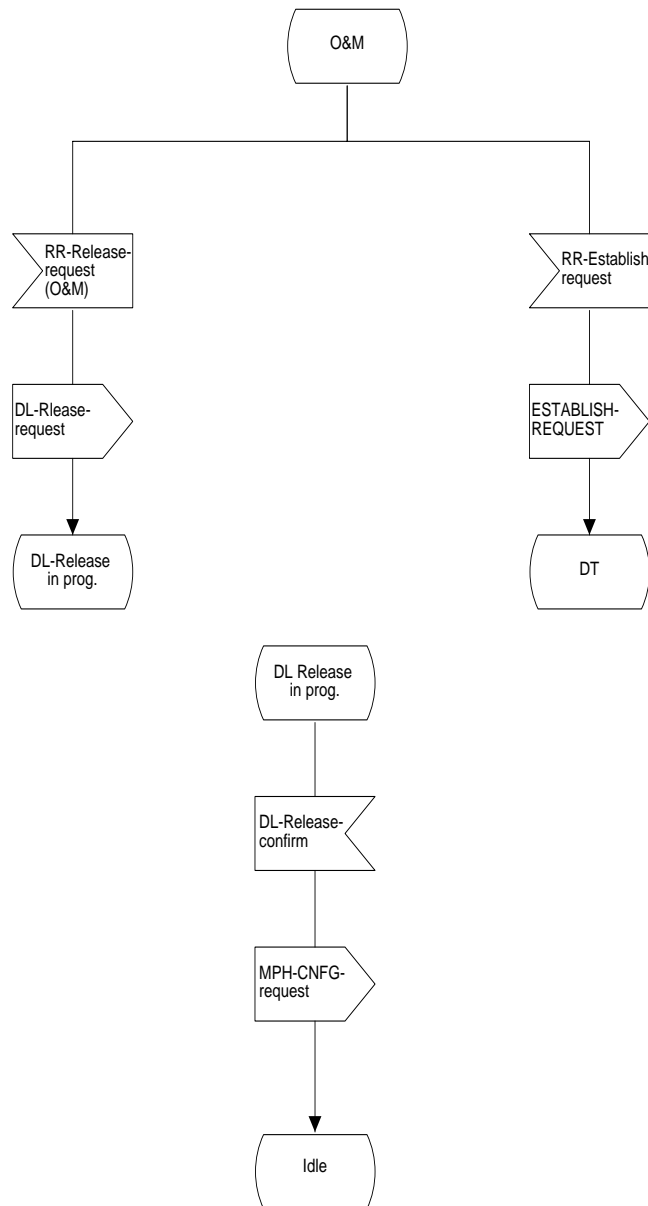 O&M
RR-Release-
request
(O&M)
RR-Establish
request
DL-Rlease-
request
ESTABLISH-
REQUEST
DL-Release
in prog.
DT
DL Release
in prog.
DL-Release-
confirm
MPH-CNFG-
request
Idle